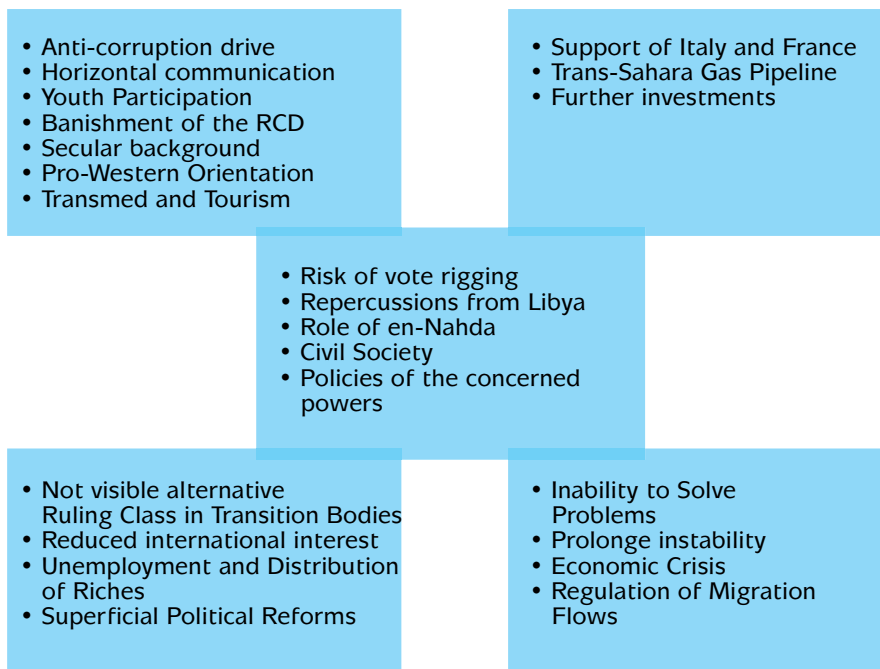 • Anti-corruption drive
• Horizontal communication
• Youth Participation
• Banishment of the RCD
• Secular background
• Pro-Western Orientation
• Transmed and Tourism
• Support of Italy and France
• Trans-Sahara Gas Pipeline
• Further investments
• Risk of vote rigging
• Repercussions from Libya
• Role of en-Nahda
• Civil Society
• Policies of the concerned
powers
• Not visible alternative
Ruling Class in Transition Bodies
• Reduced international interest
• Unemployment and Distribution
of Riches
• Superficial Political Reforms
• Inability to Solve
Problems
• Prolonge instability
• Economic Crisis
• Regulation of Migration
Flows